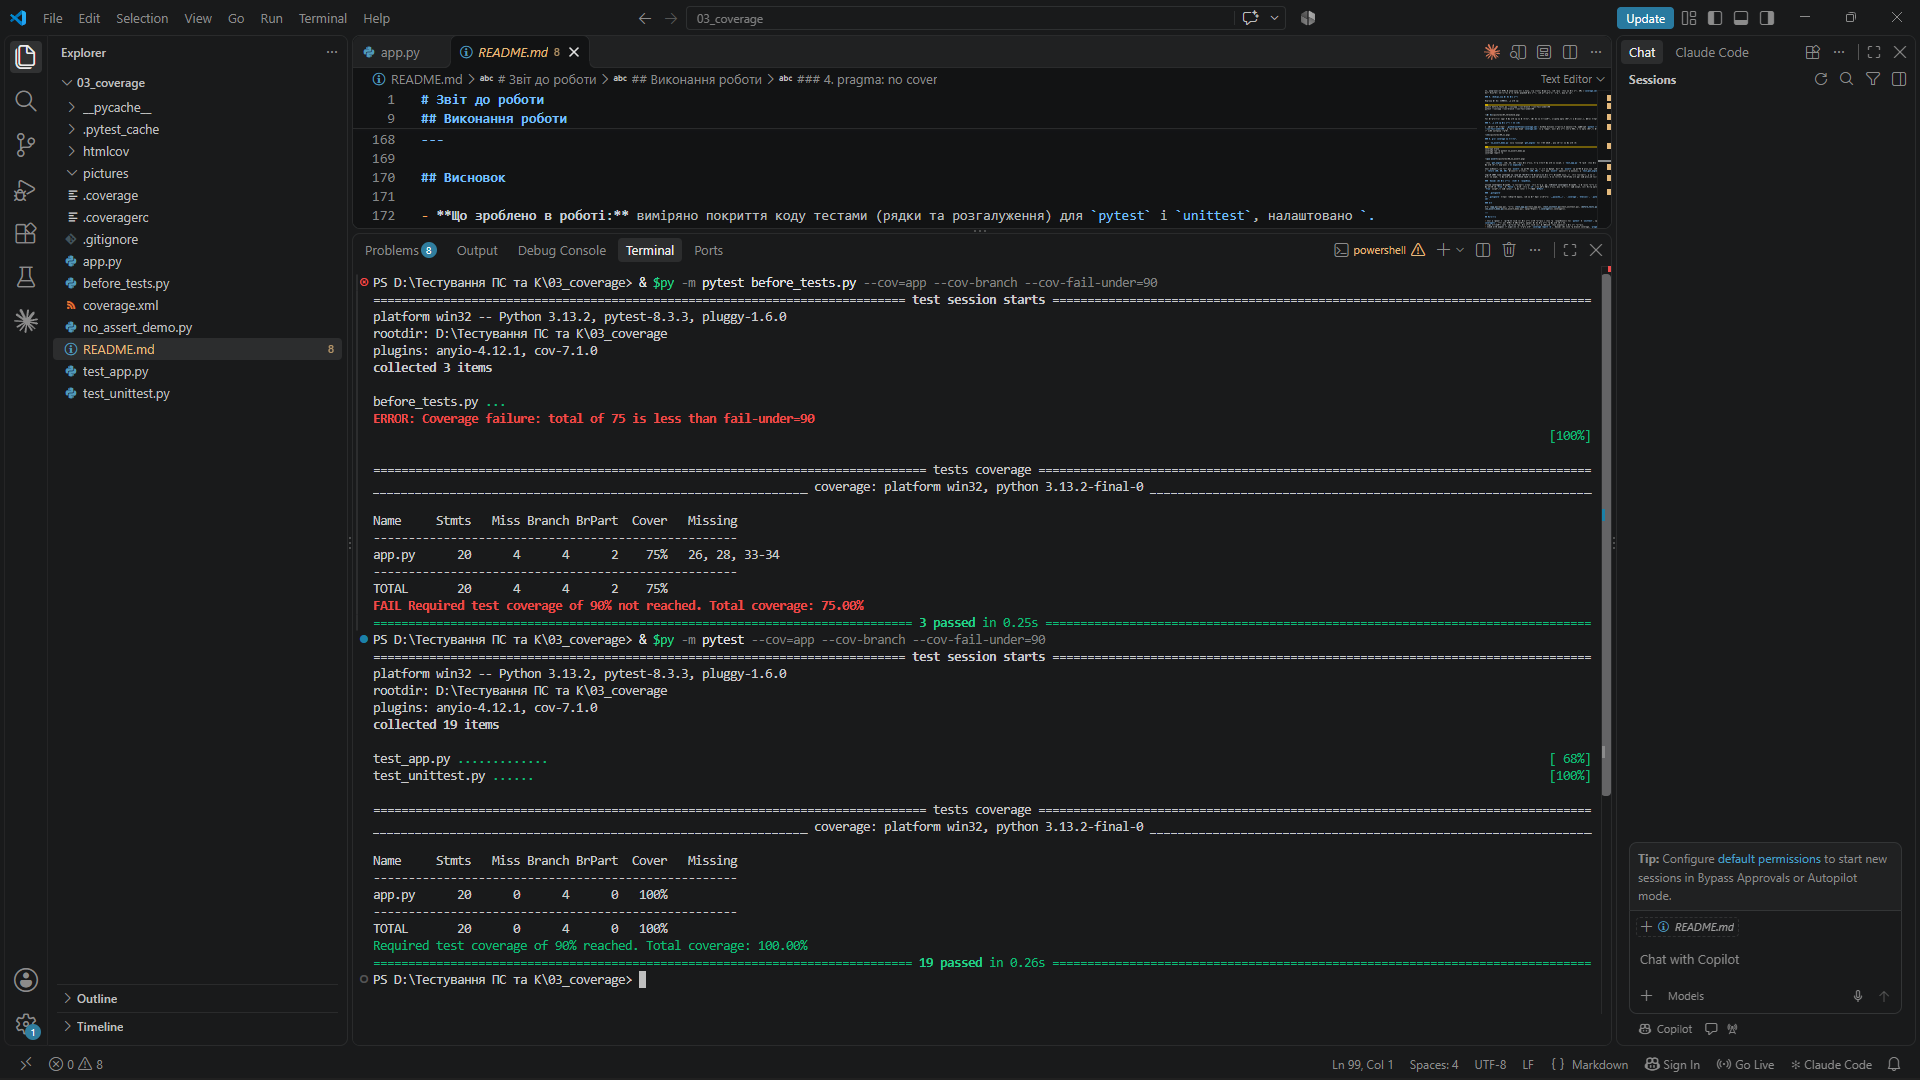 File Edit Selection View Go Run Terminal Help
03_coverage
Update
Explorer
03_coverage
__pycache__
.pytest_cache
htmlcov
pictures
.coverage
.coveragerc
.gitignore
app.py
before_tests.py
coverage.xml
no_assert_demo.py
README.md 8
test_app.py
test_unittest.py
Outline
Timeline
app.py
README.md 8
README.md > # Звіт до роботи > ## Виконання роботи > ### 4. pragma: no cover
Text Editor
1 # Звіт до роботи
9 ## Виконання роботи
168 ---
169
170 ## Висновок
171
172 - **Що зроблено в роботі:** виміряно покриття коду тестами (рядки та розгалуження) для `pytest` і `unittest`, налаштовано `.
Problems 8 Output Debug Console Terminal Ports
powershell
PS D:\Тестування ПС та К\03_coverage> & $py -m pytest before_tests.py --cov=app --cov-branch --cov-fail-under=90
test session starts
platform win32 -- Python 3.13.2, pytest-8.3.3, pluggy-1.6.0
rootdir: D:\Тестування ПС та К\03_coverage
plugins: anyio-4.12.1, cov-7.1.0
collected 3 items
before_tests.py ...
ERROR: Coverage failure: total of 75 is less than fail-under=90
[100%]
tests coverage
coverage: platform win32, python 3.13.2-final-0
Name Stmts Miss Branch BrPart Cover Missing
app.py 20 4 4 2 75% 26, 28, 33-34
TOTAL 20 4 4 2 75%
FAIL Required test coverage of 90% not reached. Total coverage: 75.00%
3 passed in 0.25s
PS D:\Тестування ПС та К\03_coverage> & $py -m pytest --cov=app --cov-branch --cov-fail-under=90
test session starts
platform win32 -- Python 3.13.2, pytest-8.3.3, pluggy-1.6.0
rootdir: D:\Тестування ПС та К\03_coverage
plugins: anyio-4.12.1, cov-7.1.0
collected 19 items
test_app.py ............. [ 68%]
test_unittest.py ...... [100%]
tests coverage
coverage: platform win32, python 3.13.2-final-0
Name Stmts Miss Branch BrPart Cover Missing
app.py 20 0 4 0 100%
TOTAL 20 0 4 0 100%
Required test coverage of 90% reached. Total coverage: 100.00%
19 passed in 0.26s
PS D:\Тестування ПС та К\03_coverage>
Chat Claude Code
Sessions
Tip: Configure default permissions to start new
sessions in Bypass Approvals or Autopilot
mode.
README.md
Chat with Copilot
Models
Copilot
1
0 8
Ln 99, Col 1 Spaces: 4 UTF-8 LF { } Markdown Sign In Go Live Claude Code